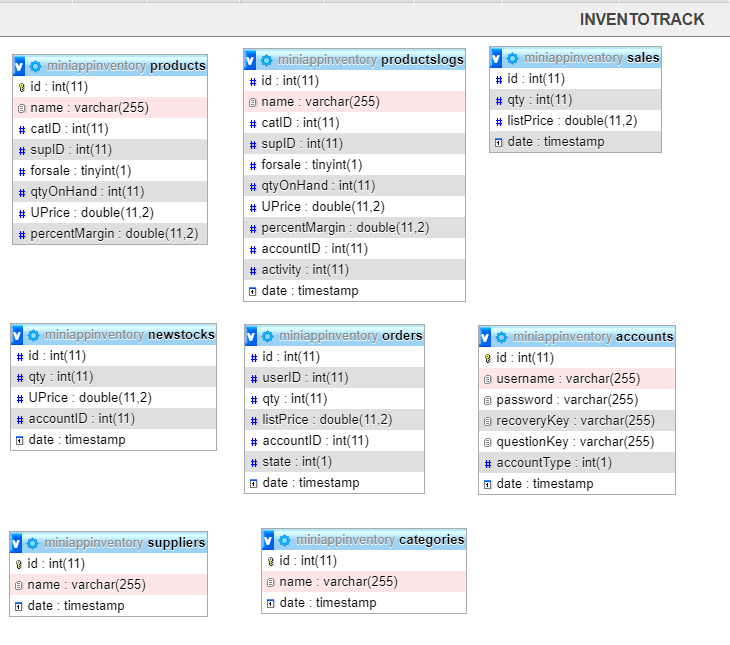 INVENTOTRACK
miniappinventory products
id : int(11)
name : varchar(255)
catID : int(11)
supID : int(11)
forsale : tinyint(1)
qtyOnHand : int(11)
UPrice : double(11,2)
percentMargin : double(11,2)
miniappinventory productslogs
id : int(11)
name : varchar(255)
catID : int(11)
supID : int(11)
forsale : tinyint(1)
qtyOnHand : int(11)
UPrice : double(11,2)
percentMargin : double(11,2)
accountID : int(11)
activity : int(11)
date : timestamp
miniappinventory sales
id : int(11)
qty : int(11)
listPrice : double(11,2)
date : timestamp
miniappinventory newstocks
id : int(11)
qty : int(11)
UPrice : double(11,2)
accountID : int(11)
date : timestamp
miniappinventory orders
id : int(11)
userID : int(11)
qty : int(11)
listPrice : double(11,2)
accountID : int(11)
state : int(1)
date : timestamp
miniappinventory accounts
id : int(11)
username : varchar(255)
password : varchar(255)
recoveryKey : varchar(255)
questionKey : varchar(255)
accountType : int(1)
date : timestamp
miniappinventory suppliers
id : int(11)
name : varchar(255)
date : timestamp
miniappinventory categories
id : int(11)
name : varchar(255)
date : timestamp